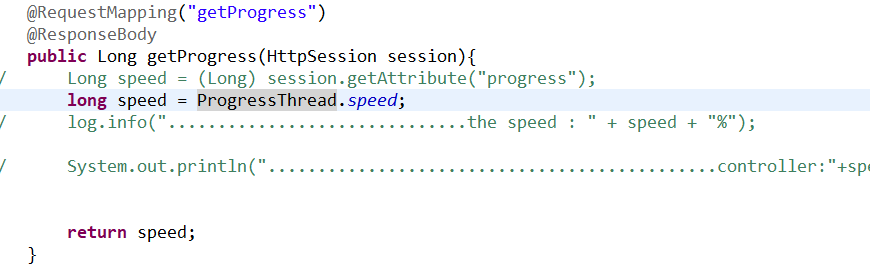 @RequestMapping("getProgress")
@ResponseBody
public Long getProgress(HttpSession session){
/ Long speed = (Long) session.getAttribute("progress");
long speed = ProgressThread.speed;
/ log.info("..............................the speed : " + speed + "%");
/ System.out.println(".............................................controller:"+spe
return speed;
}